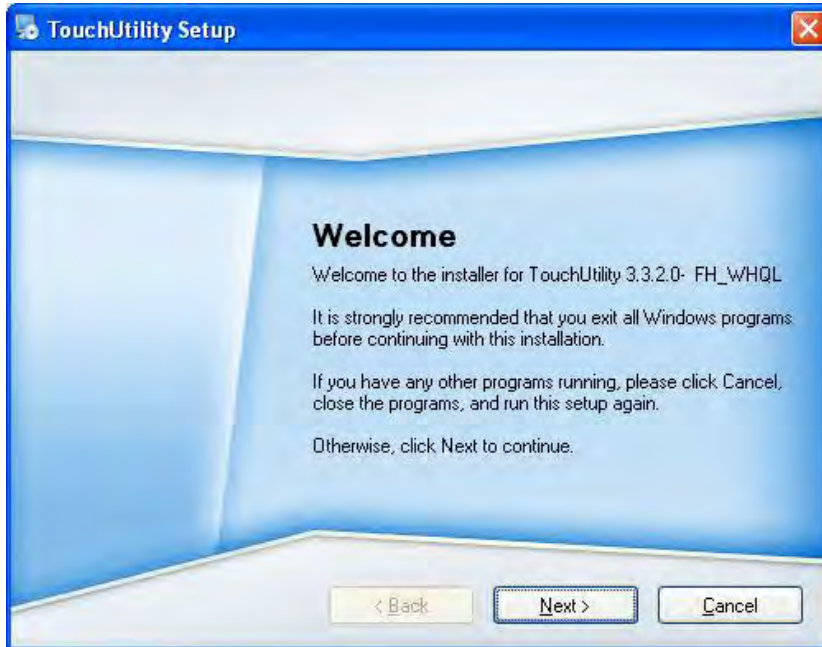 TouchUtility Setup
Welcome
Welcome to the installer for TouchUtility 3.3.2.0- FH_WHQL
It is strongly recommended that you exit all Windows programs
before continuing with this installation.
If you have any other programs running, please click Cancel,
close the programs, and run this setup again.
Otherwise, click Next to continue.
< Back Next > Cancel